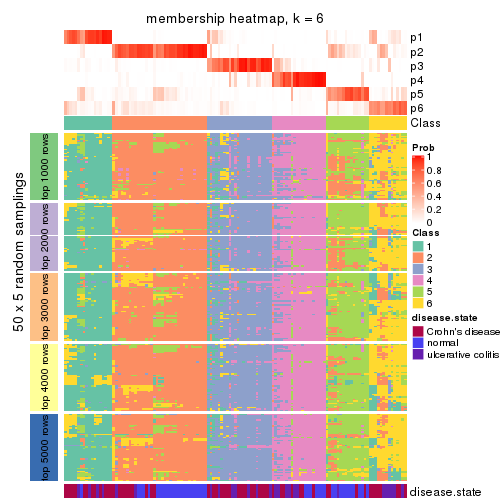 membership heatmap, k = 6
p1
p2
p3
p4
p5
p6
Class
50 x 5 random samplings
top 1000 rows
top 2000 rows
top 3000 rows
top 4000 rows
top 5000 rows
Prob
1
0.8
0.6
0.4
0.2
0
Class
1
2
3
4
5
6
disease.state
Crohn's disease
normal
ulcerative colitis
disease.state